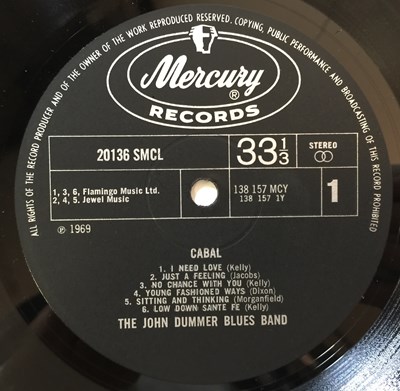 ALL RIGHTS OF THE RECORD PRODUCER AND OF THE OWNER OF THE WORK REPRODUCED RESERVED. UNAUTHORIZED COPYING, PUBLIC PERFORMANCE AND BROADCASTING OF THIS RECORD PROHIBITED
Mercury ®
RECORDS
20136 SMCL
33 1/3
STEREO
1, 3, 6, Flamingo Music Ltd.
2, 4, 5, Jewel Music
138 157 MCY
138 157 1Y
1
℗ 1969
CABAL
1. I NEED LOVE (Kelly)
2. JUST A FEELING (Jacobs)
3. NO CHANCE WITH YOU (Kelly)
4. YOUNG FASHIONED WAYS (Dixon)
5. SITTING AND THINKING (Morganfield)
6. LOW DOWN SANTE FE (Kelly)
THE JOHN DUMMER BLUES BAND